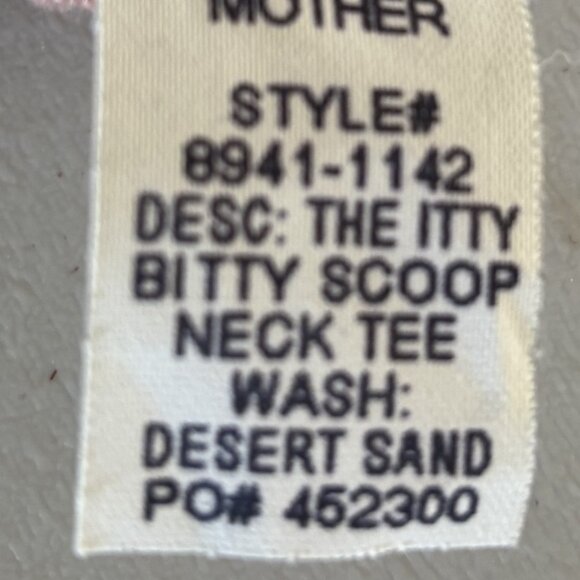 MOTHER
STYLE#
8941-1142
DESC: THE ITTY
BITTY SCOOP
NECK TEE
WASH:
DESERT SAND
PO# 452300